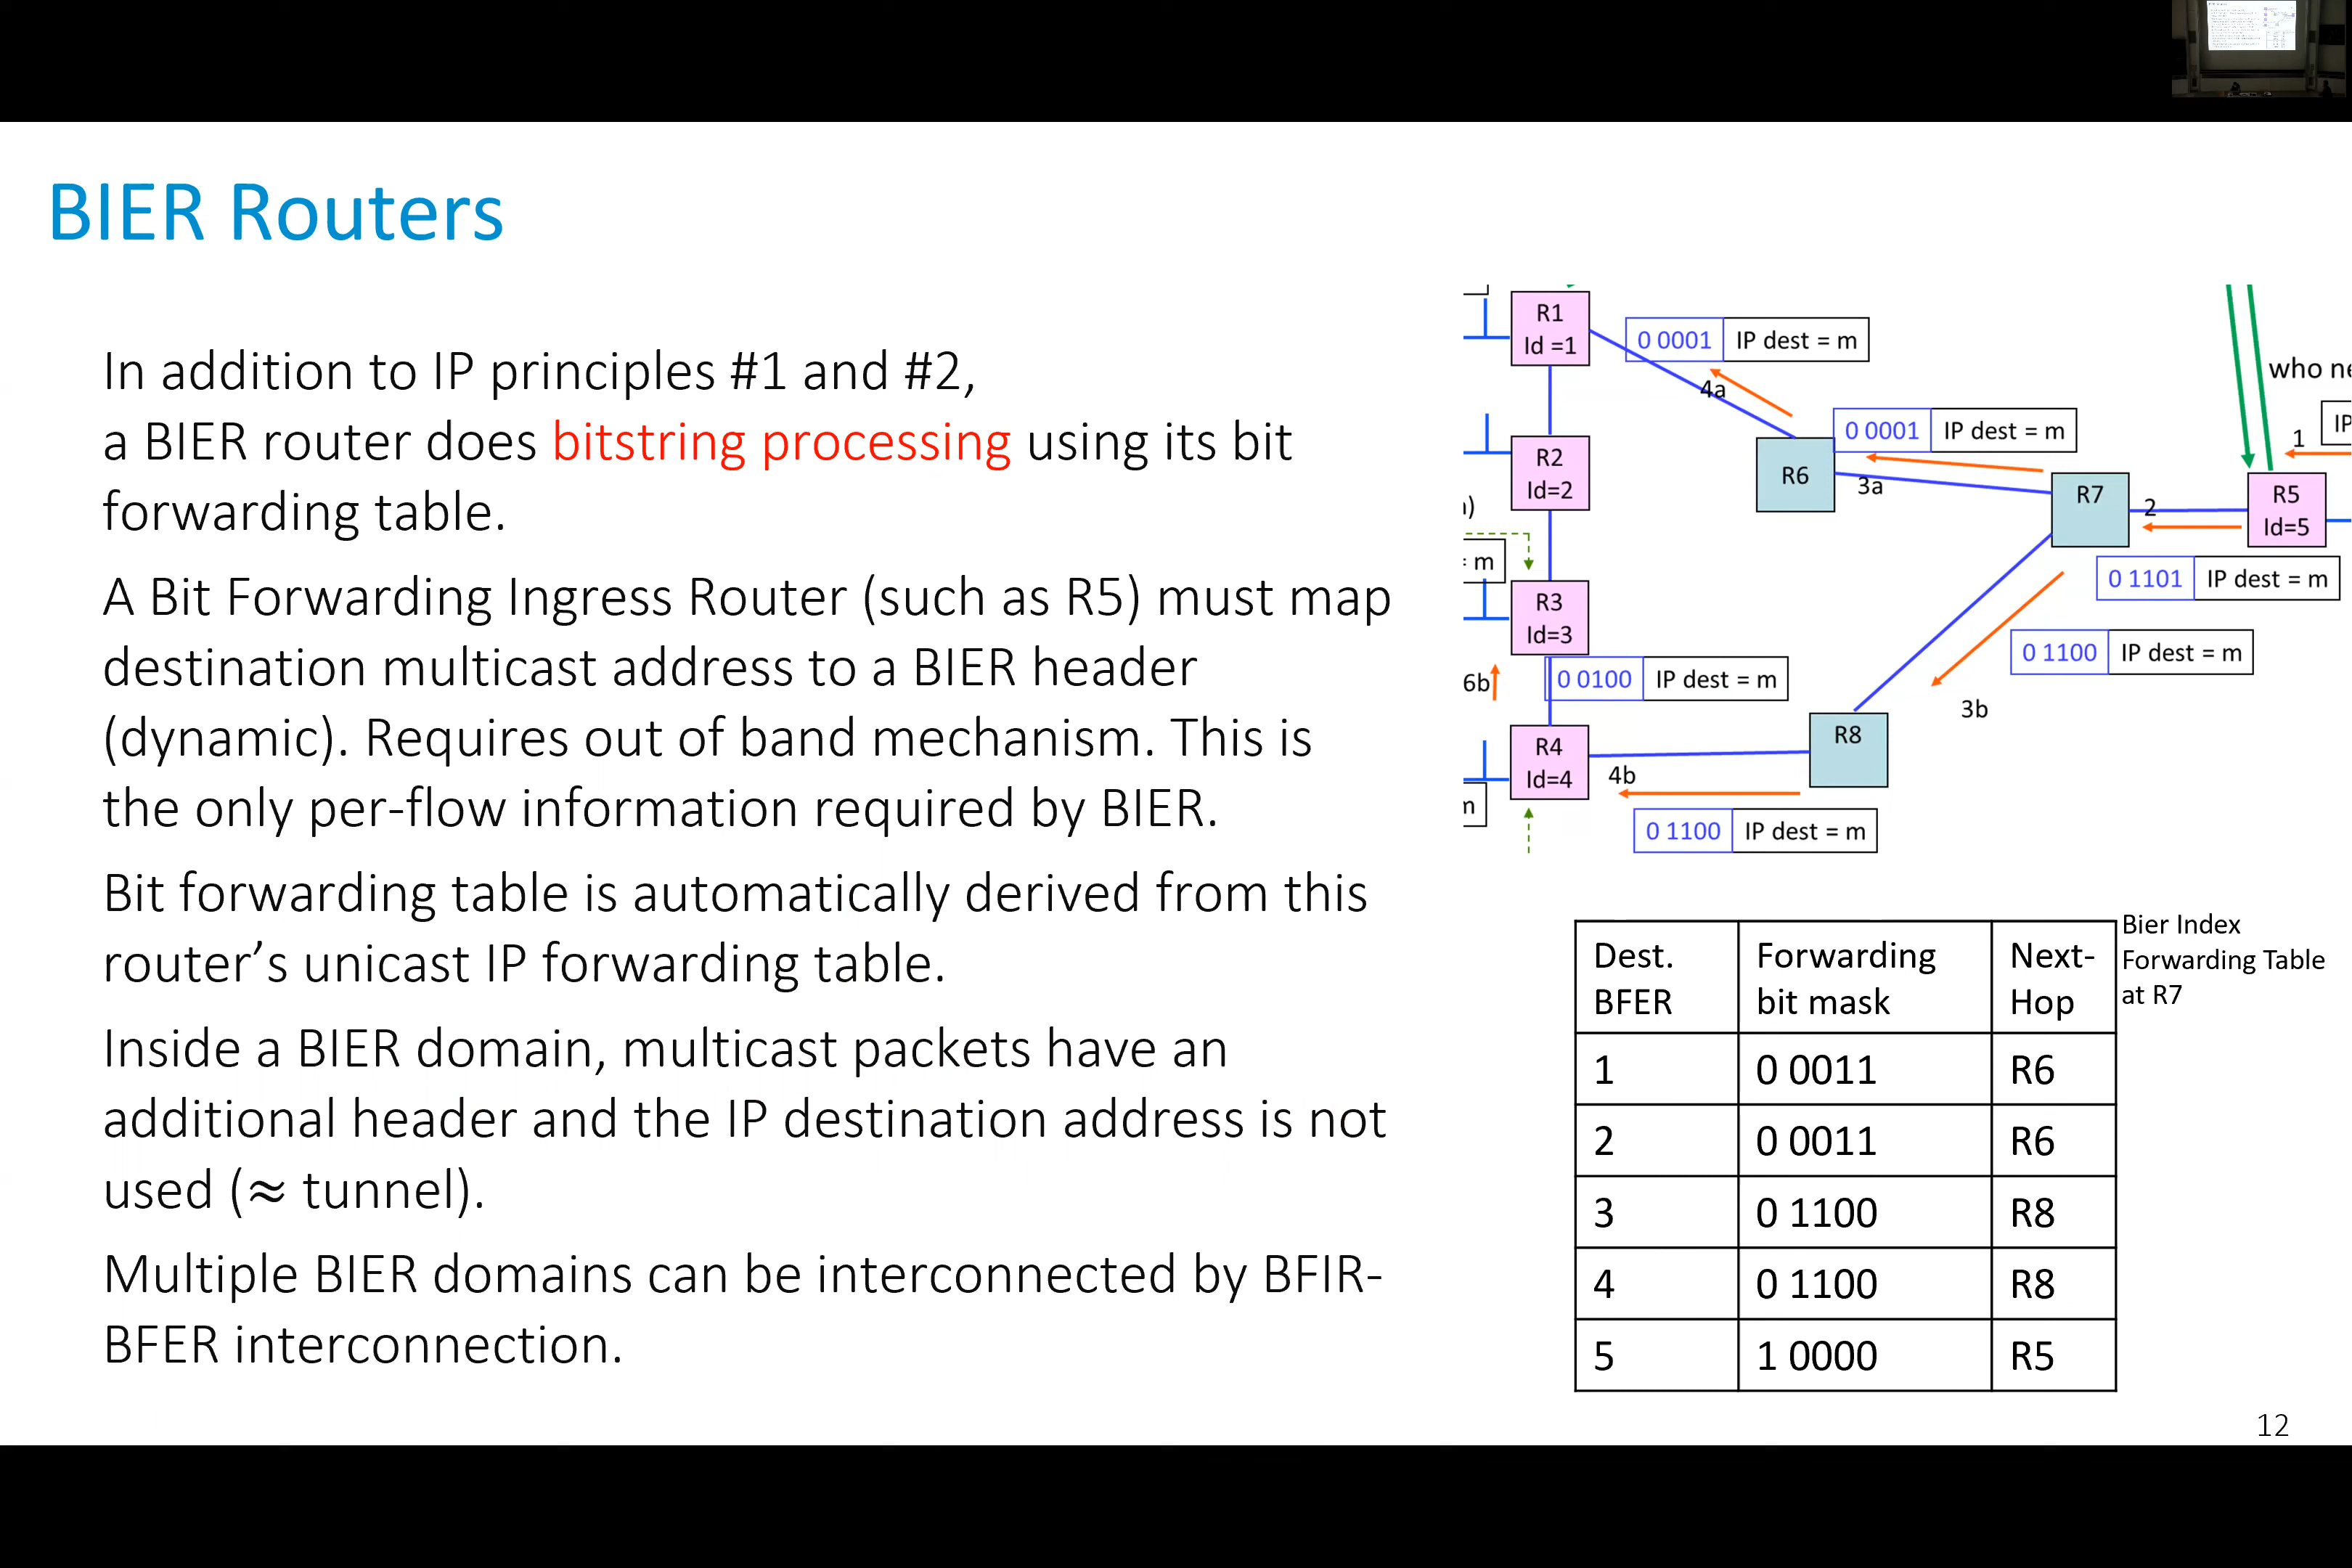 BIER Routers
In addition to IP principles #1 and #2,
a BIER router does bitstring processing using its bit
forwarding table.
A Bit Forwarding Ingress Router (such as R5) must map
destination multicast address to a BIER header
(dynamic). Requires out of band mechanism. This is
the only per-flow information required by BIER.
Bit forwarding table is automatically derived from this
router’s unicast IP forwarding table.
Inside a BIER domain, multicast packets have an
additional header and the IP destination address is not
used (≈ tunnel).
Multiple BIER domains can be interconnected by BFIR-
BFER interconnection.
R1
Id =1
0 0001 IP dest = m
4a
0 0001 IP dest = m
R2
Id=2
R6
3a
R7
2
R5
Id=5
who ne
1
IP
)
= m
0 1101 IP dest = m
R3
Id=3
0 1100 IP dest = m
6b
0 0100 IP dest = m
3b
R4
Id=4
R8
4b
m
0 1100 IP dest = m
Bier Index
Forwarding Table
at R7
Dest. Forwarding Next-
BFER bit mask Hop
1 0 0011 R6
2 0 0011 R6
3 0 1100 R8
4 0 1100 R8
5 1 0000 R5
12